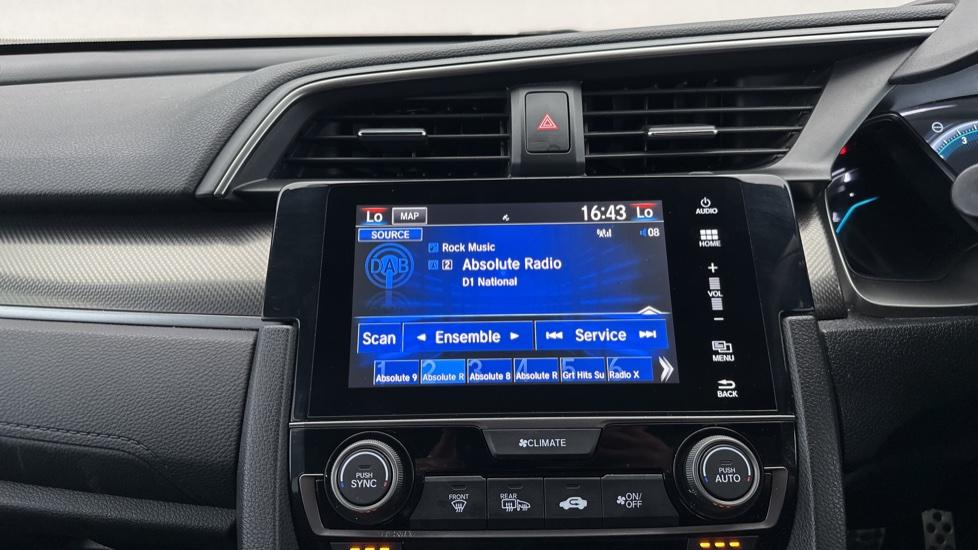 Lo MAP 16:43 Lo
SOURCE 08
DAB
Rock Music
2 Absolute Radio
D1 National
Scan ◄ Ensemble ► Service
1 2 3 4 5 6
Absolute 9 Absolute R Absolute 8 Absolute R Grt Hits Su Radio X
AUDIO
HOME
+
VOL
−
MENU
BACK
3
CLIMATE
PUSH
SYNC
FRONT
REAR
ON/
OFF
PUSH
AUTO